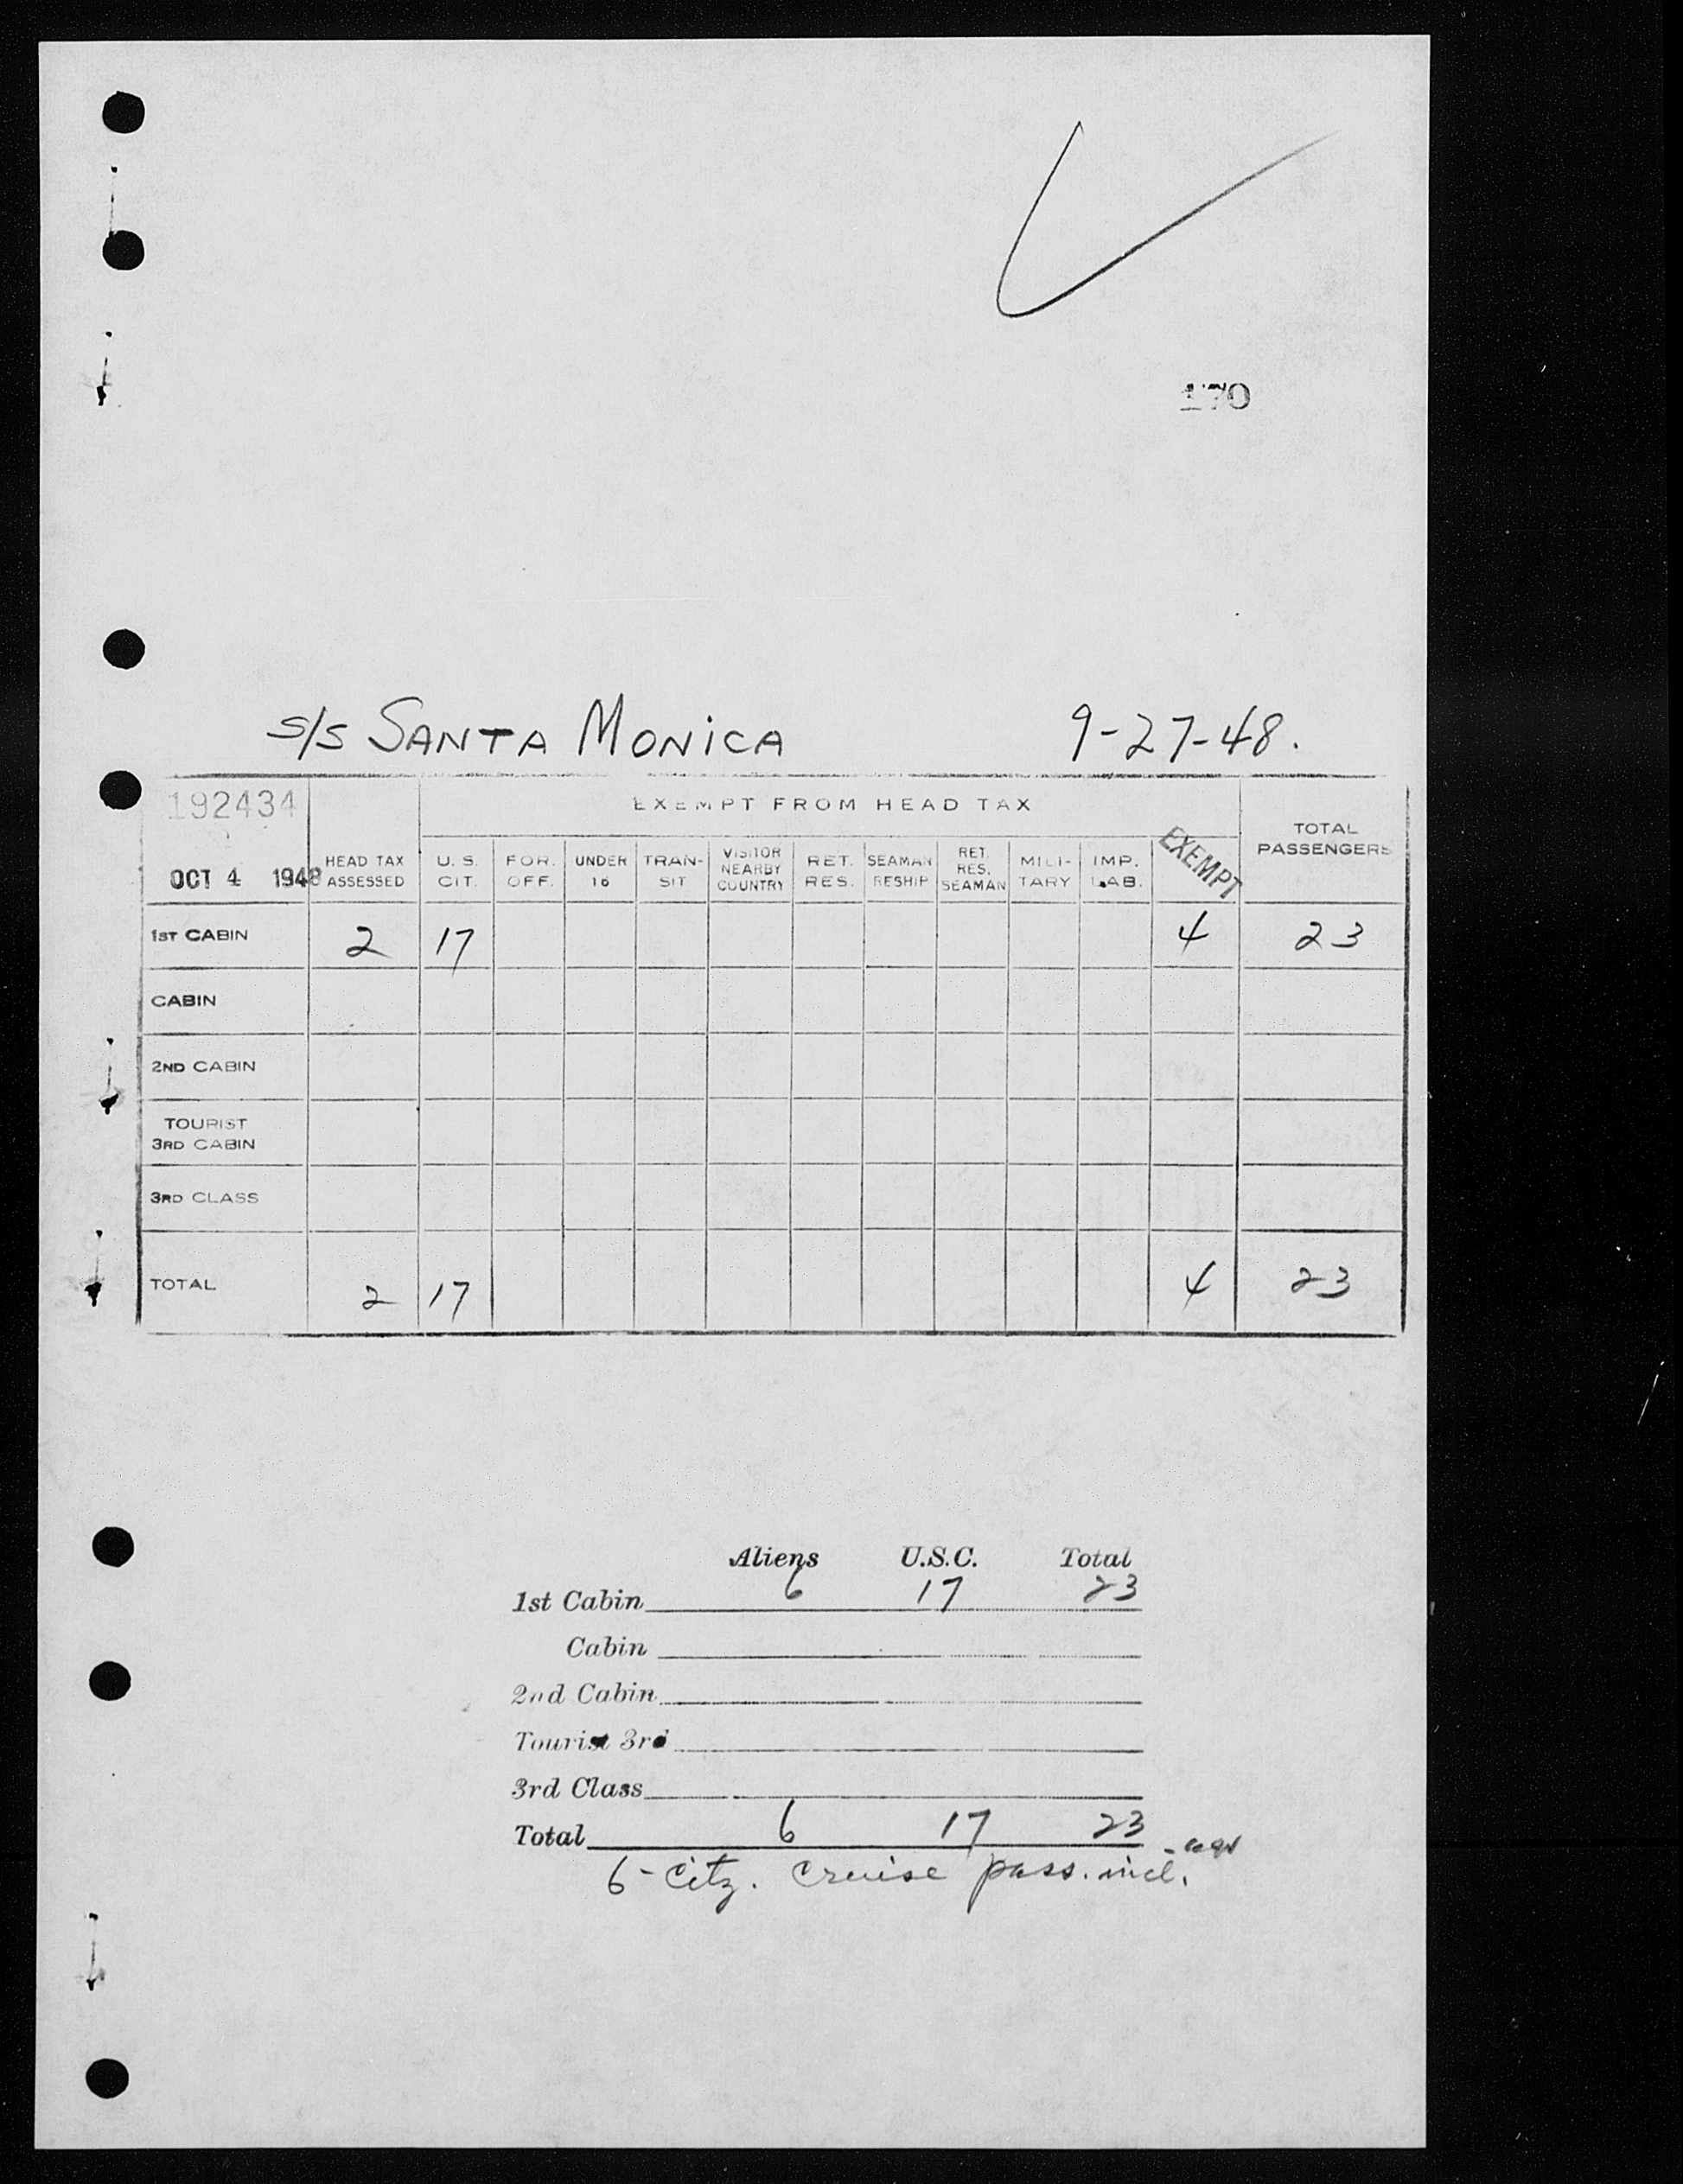 s/s SANTA MONICA 9-27-48.
192434
EXEMPT FROM HEAD TAX
OCT 4 1948
HEAD TAX ASSESSED U. S. CIT. FOR. OFF. UNDER 16 TRAN-SIT VISITOR NEARBY COUNTRY RET. RES. SEAMAN RESHIP RET. RES. SEAMAN MILI-TARY IMP. LAB. EXEMPT TOTAL PASSENGERS
1ST CABIN 2 17 4 23
CABIN
2ND CABIN
TOURIST
3RD CABIN
3RD CLASS
TOTAL 2 17 4 23
Aliens U.S.C. Total
1st Cabin 6 17 23
Cabin
2nd Cabin
Tourist 3rd
3rd Class
Total 6 17 23
6-Citz. cruise pass. incl.